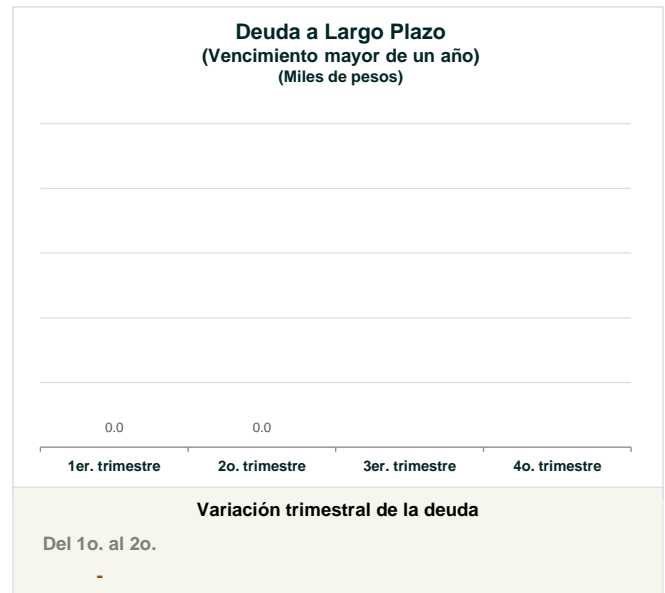 Deuda a Largo Plazo
(Vencimiento mayor de un año)
(Miles de pesos)
0.0 0.0
1er. trimestre 2o. trimestre 3er. trimestre 4o. trimestre
Variación trimestral de la deuda
Del 1o. al 2o.
-